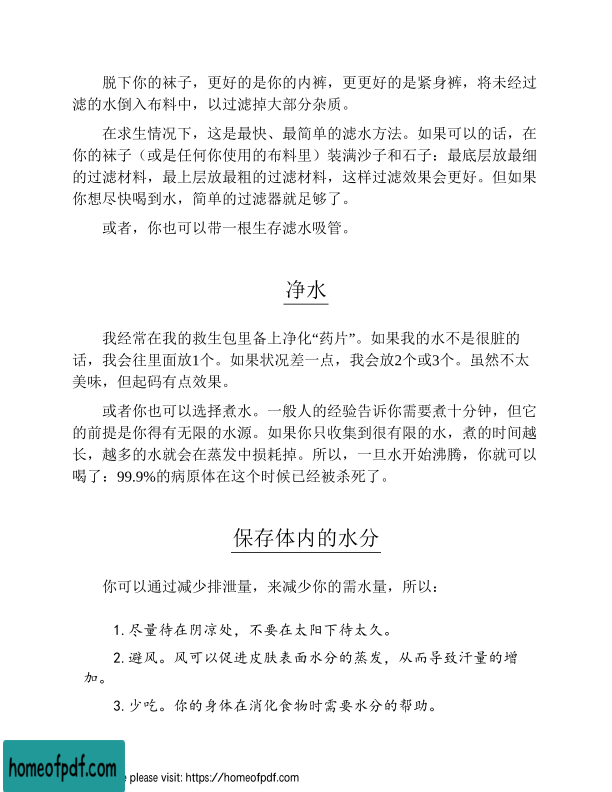 脱下你的袜子，更好的是你的内裤，更更好的是紧身裤，将未经过
滤的水倒入布料中，以过滤掉大部分杂质。
在求生情况下，这是最快、最简单的滤水方法。如果可以的话，在
你的袜子（或是任何你使用的布料里）装满沙子和石子：最底层放最细
的过滤材料，最上层放最粗的过滤材料，这样过滤效果会更好。但如果
你想尽快喝到水，简单的过滤器就足够了。
或者，你也可以带一根生存滤水吸管。
净水
我经常在我的救生包里备上净化“药片”。如果我的水不是很脏的
话，我会往里面放1个。如果状况差一点，我会放2个或3个。虽然不太
美味，但起码有点效果。
或者你也可以选择煮水。一般人的经验告诉你需要煮十分钟，但它
的前提是你得有无限的水源。如果你只收集到很有限的水，煮的时间越
长，越多的水就会在蒸发中损耗掉。所以，一旦水开始沸腾，你就可以
喝了：99.9%的病原体在这个时候已经被杀死了。
保存体内的水分
你可以通过减少排泄量，来减少你的需水量，所以：
1.尽量待在阴凉处，不要在太阳下待太久。
2.避风。风可以促进皮肤表面水分的蒸发，从而导致汗量的增
加。
3.少吃。你的身体在消化食物时需要水分的帮助。
homeofpdf.com
e please visit: https://homeofpdf.com